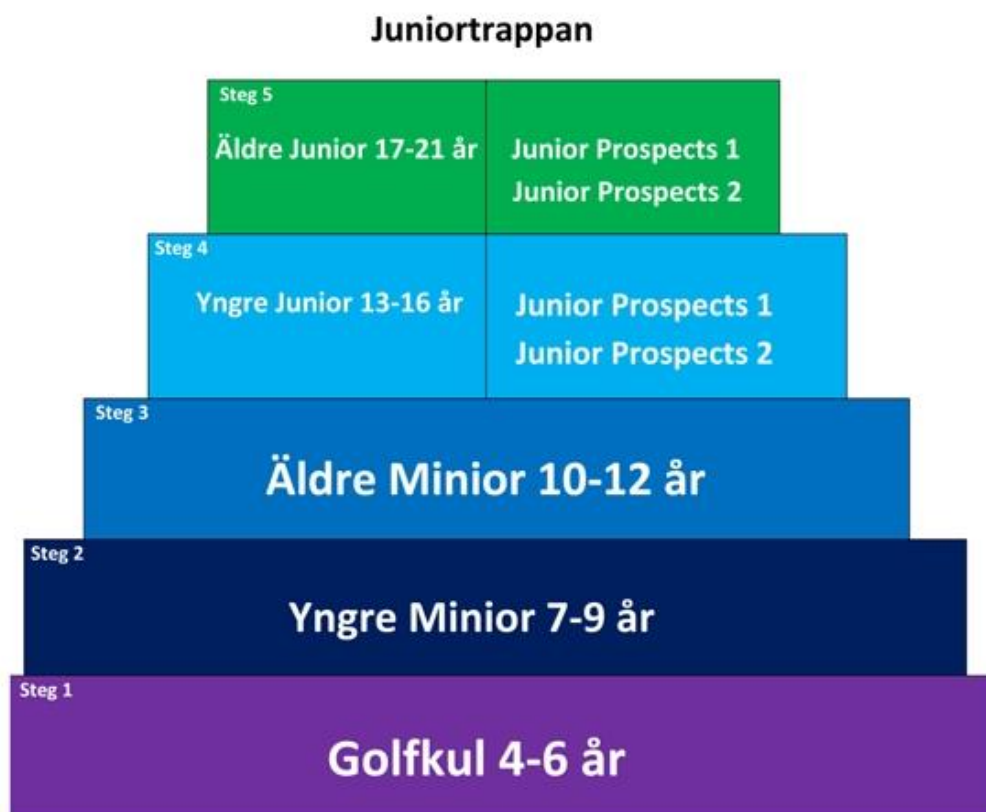 Juniortrappan
Steg 5
Äldre Junior 17-21 år
Junior Prospects 1
Junior Prospects 2
Steg 4
Yngre Junior 13-16 år
Junior Prospects 1
Junior Prospects 2
Steg 3
Äldre Minior 10-12 år
Steg 2
Yngre Minior 7-9 år
Steg 1
Golfkul 4-6 år